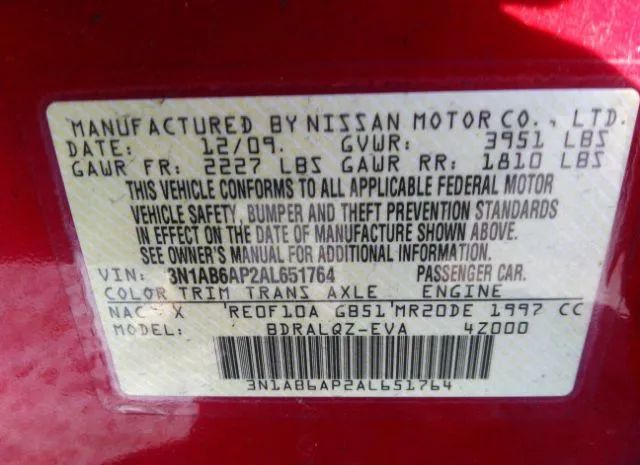 MANUFACTURED BY NISSAN MOTOR CO., LTD.
DATE: 12/09. GVWR: 3951 LBS
GAWR FR: 2227 LBS GAWR RR: 1810 LBS
THIS VEHICLE CONFORMS TO ALL APPLICABLE FEDERAL MOTOR
VEHICLE SAFETY, BUMPER AND THEFT PREVENTION STANDARDS
IN EFFECT ON THE DATE OF MANUFACTURE SHOWN ABOVE.
SEE OWNER'S MANUAL FOR ADDITIONAL INFORMATION.
VIN: 3N1AB6AP2AL651764 PASSENGER CAR.
COLOR TRIM TRANS AXLE ENGINE
NAC X RE0F10A GB51 MR20DE 1997 CC
MODEL: BDRALQZ-EVA 4Z000
3N1AB6AP2AL651764